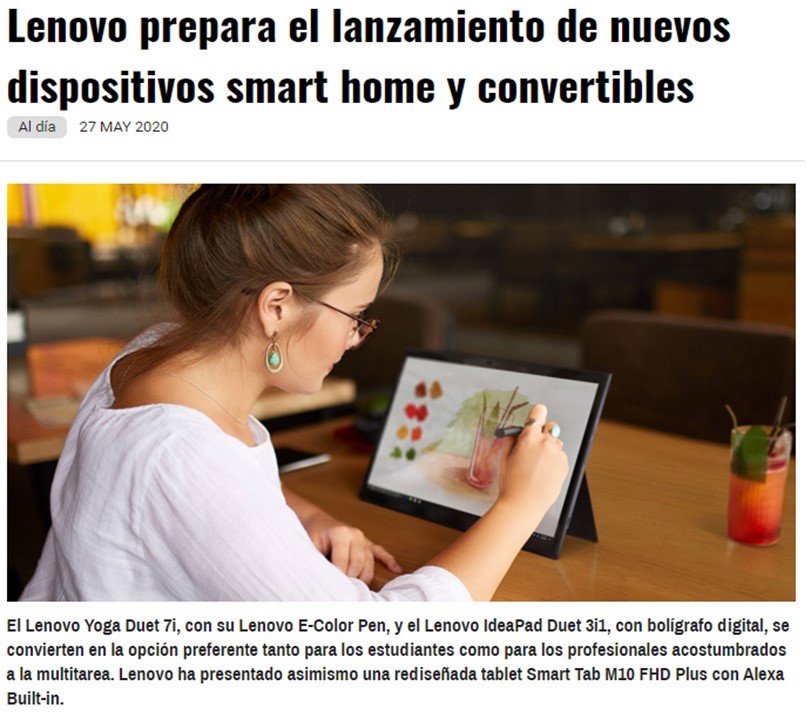 Lenovo prepara el lanzamiento de nuevos
dispositivos smart home y convertibles
Al día 27 MAY 2020
El Lenovo Yoga Duet 7i, con su Lenovo E-Color Pen, y el Lenovo IdeaPad Duet 3i1, con bolígrafo digital, se
convierten en la opción preferente tanto para los estudiantes como para los profesionales acostumbrados
a la multitarea. Lenovo ha presentado asimismo una rediseñada tablet Smart Tab M10 FHD Plus con Alexa
Built-in.